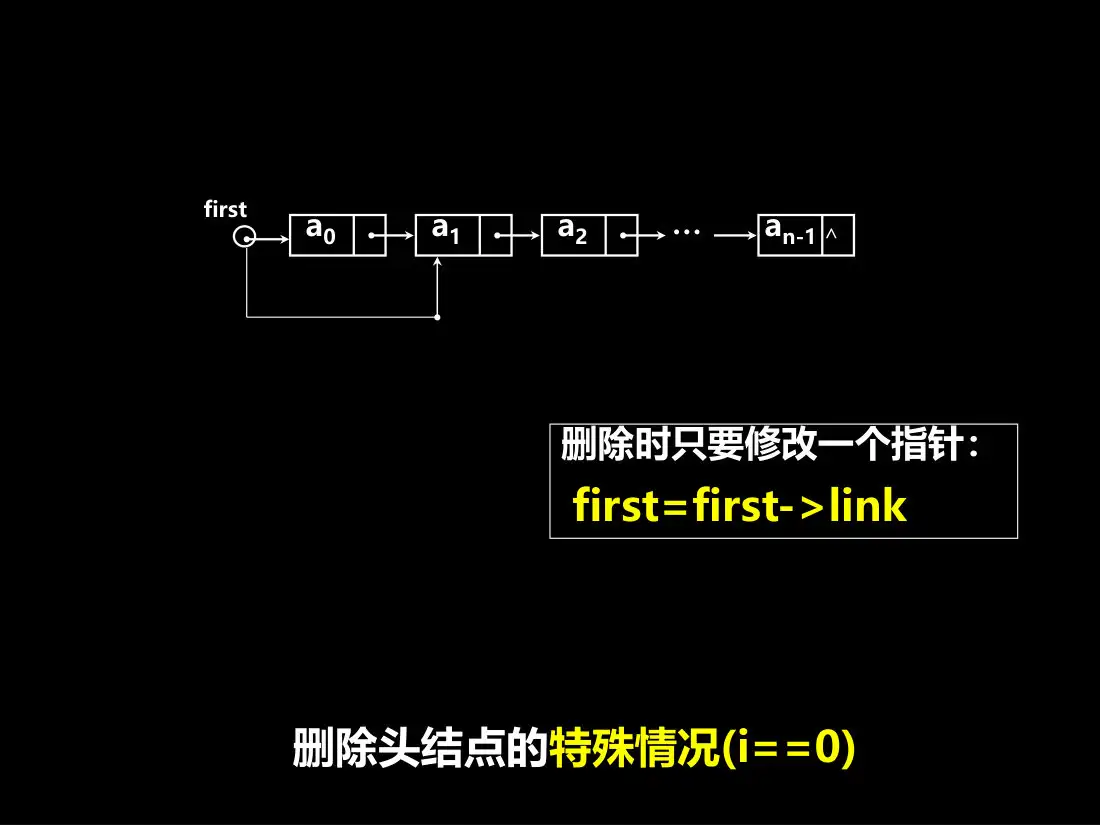 first
a0 a1 a2 … an-1 ^
删除时只要修改一个指针：
first=first->link
删除头结点的特殊情况(i==0)